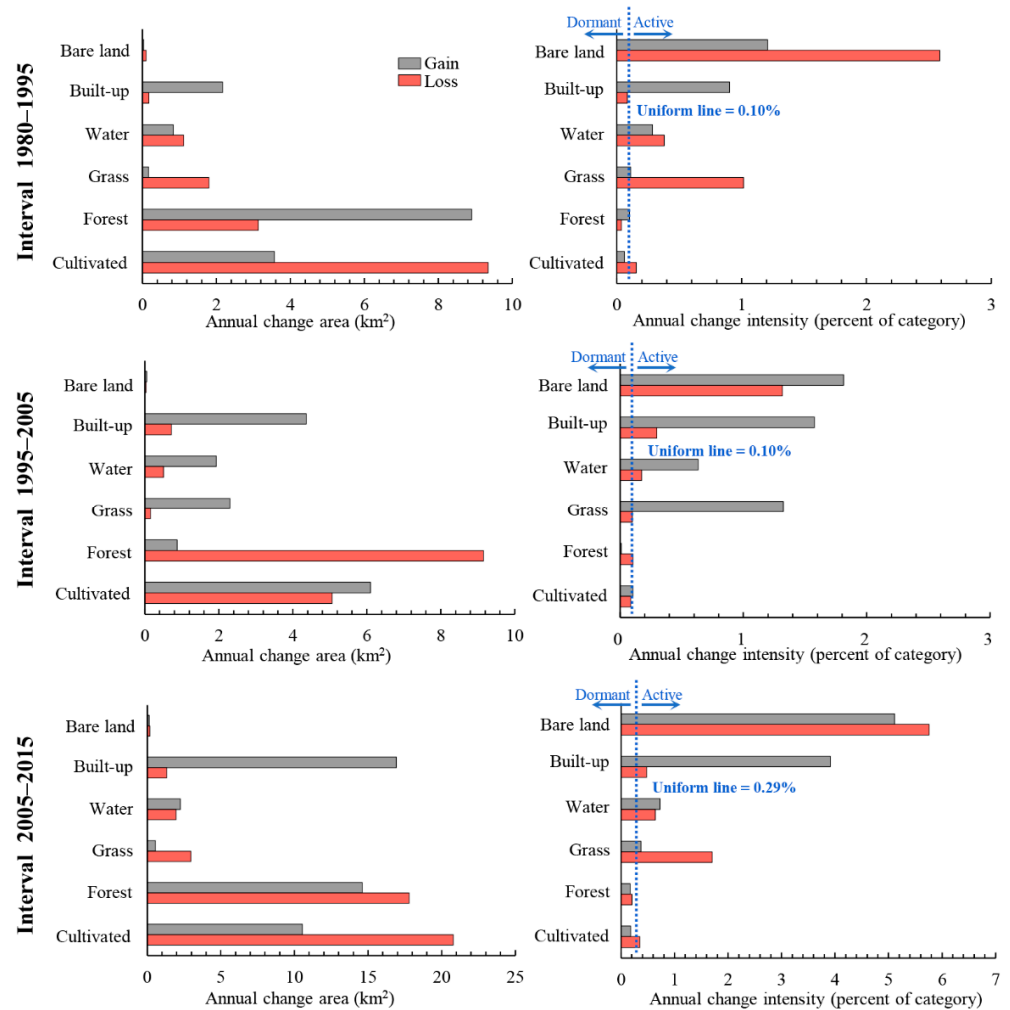 Interval 1980–1995
Bare land
Built-up
Water
Grass
Forest
Cultivated
Gain
Loss
0 2 4 6 8 10
Annual change area (km²)
Dormant Active
Bare land
Built-up
Uniform line = 0.10%
Water
Grass
Forest
Cultivated
0 1 2 3
Annual change intensity (percent of category)
Interval 1995–2005
Bare land
Built-up
Water
Grass
Forest
Cultivated
0 2 4 6 8 10
Annual change area (km²)
Dormant Active
Bare land
Built-up
Uniform line = 0.10%
Water
Grass
Forest
Cultivated
0 1 2 3
Annual change intensity (percent of category)
Interval 2005–2015
Bare land
Built-up
Water
Grass
Forest
Cultivated
0 5 10 15 20 25
Annual change area (km²)
Dormant Active
Bare land
Built-up
Uniform line = 0.29%
Water
Grass
Forest
Cultivated
0 1 2 3 4 5 6 7
Annual change intensity (percent of category)